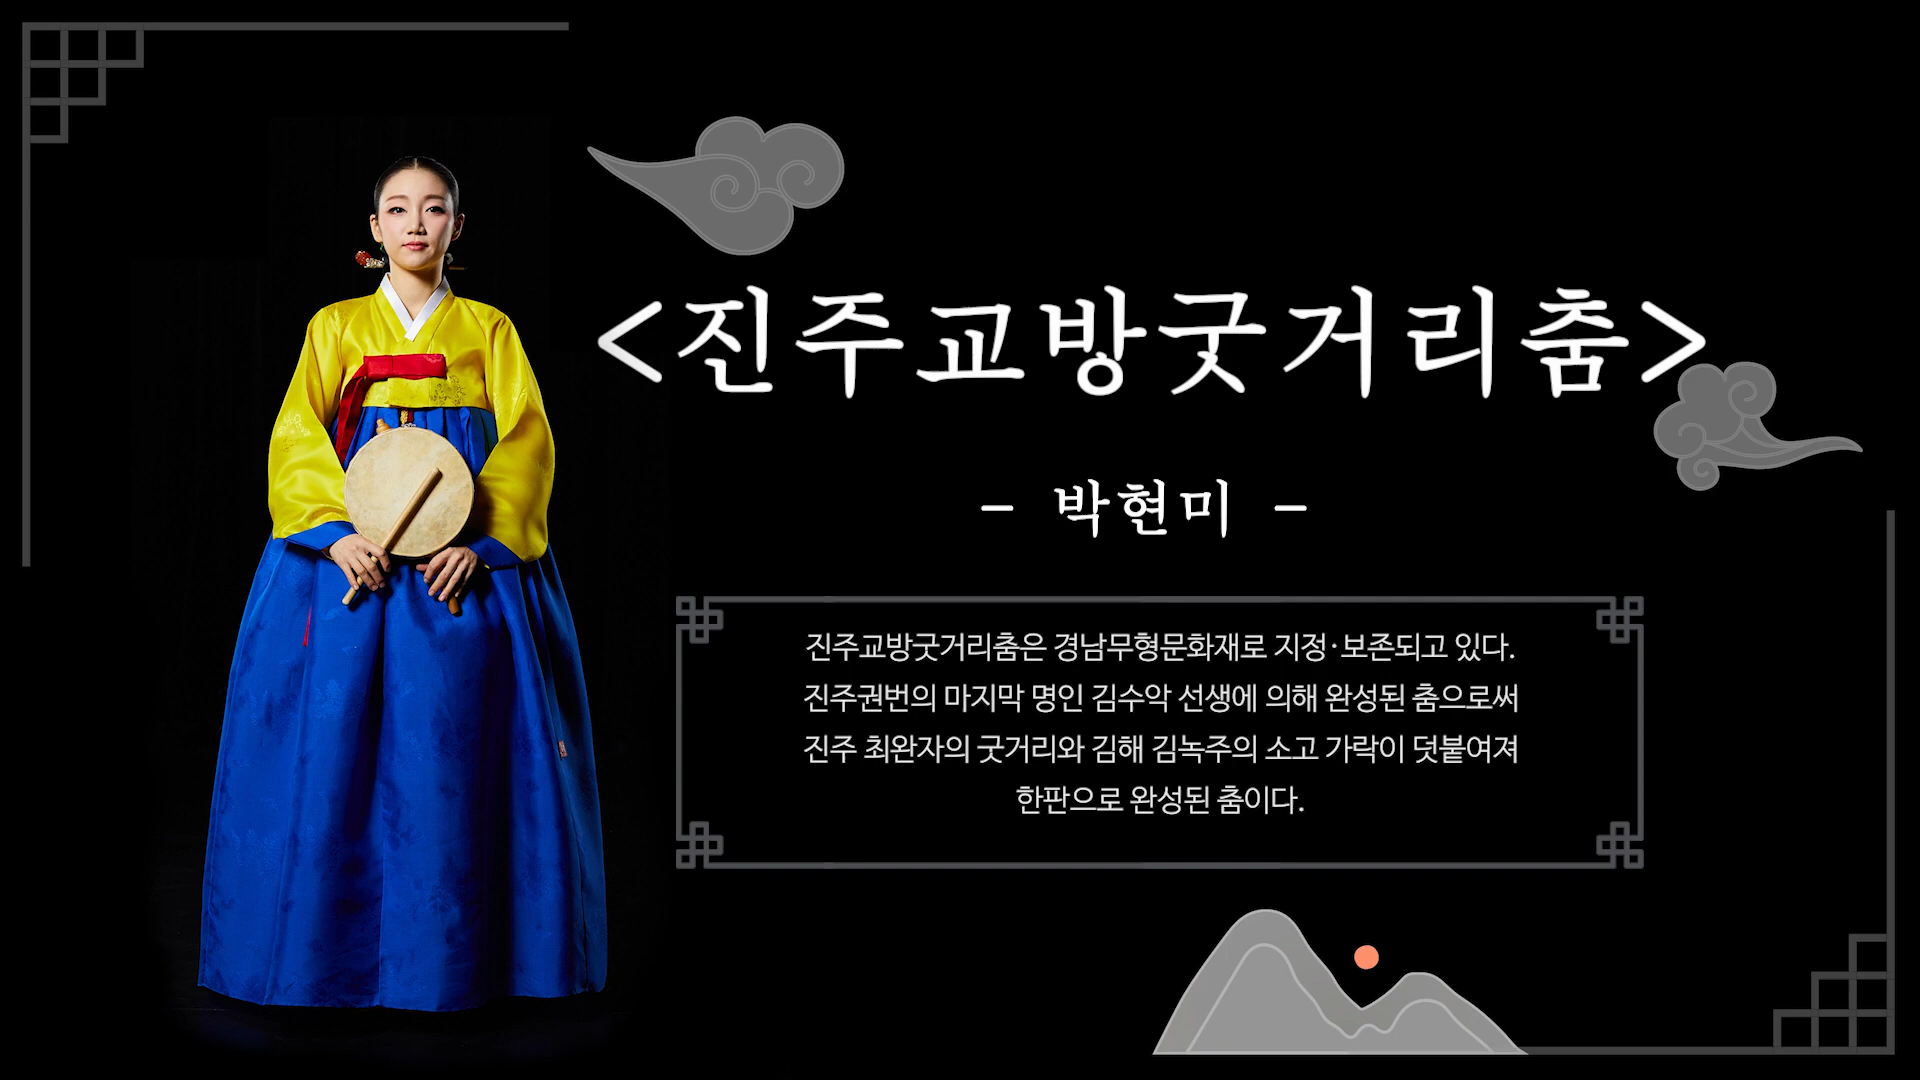 <진주교방굿거리춤>
- 박현미 -
진주교방굿거리춤은 경남무형문화재로 지정·보존되고 있다.
진주권번의 마지막 명인 김수악 선생에 의해 완성된 춤으로써
진주 최완자의 굿거리와 김해 김녹주의 소고 가락이 덧붙여져
한판으로 완성된 춤이다.